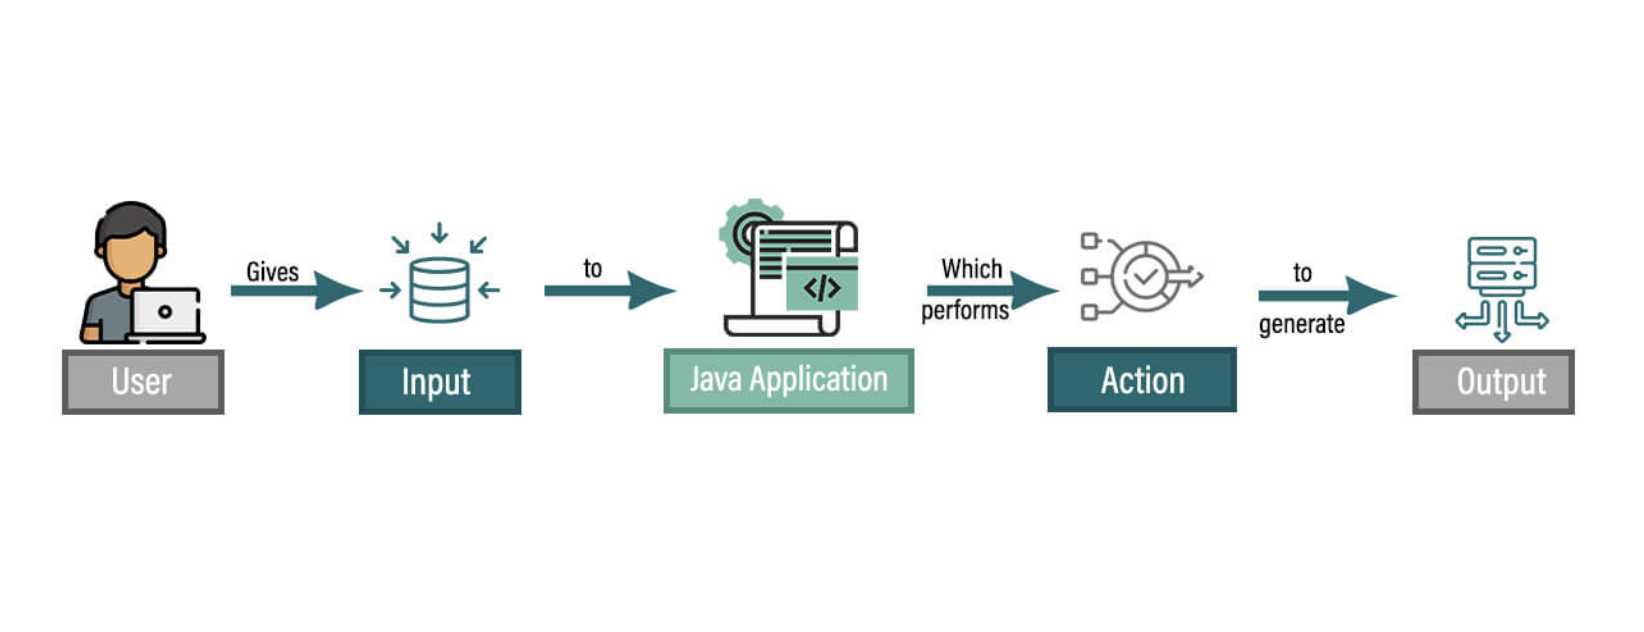 Gives
to
Which
performs
to
generate
</>
User
Input
Java Application
Action
Output